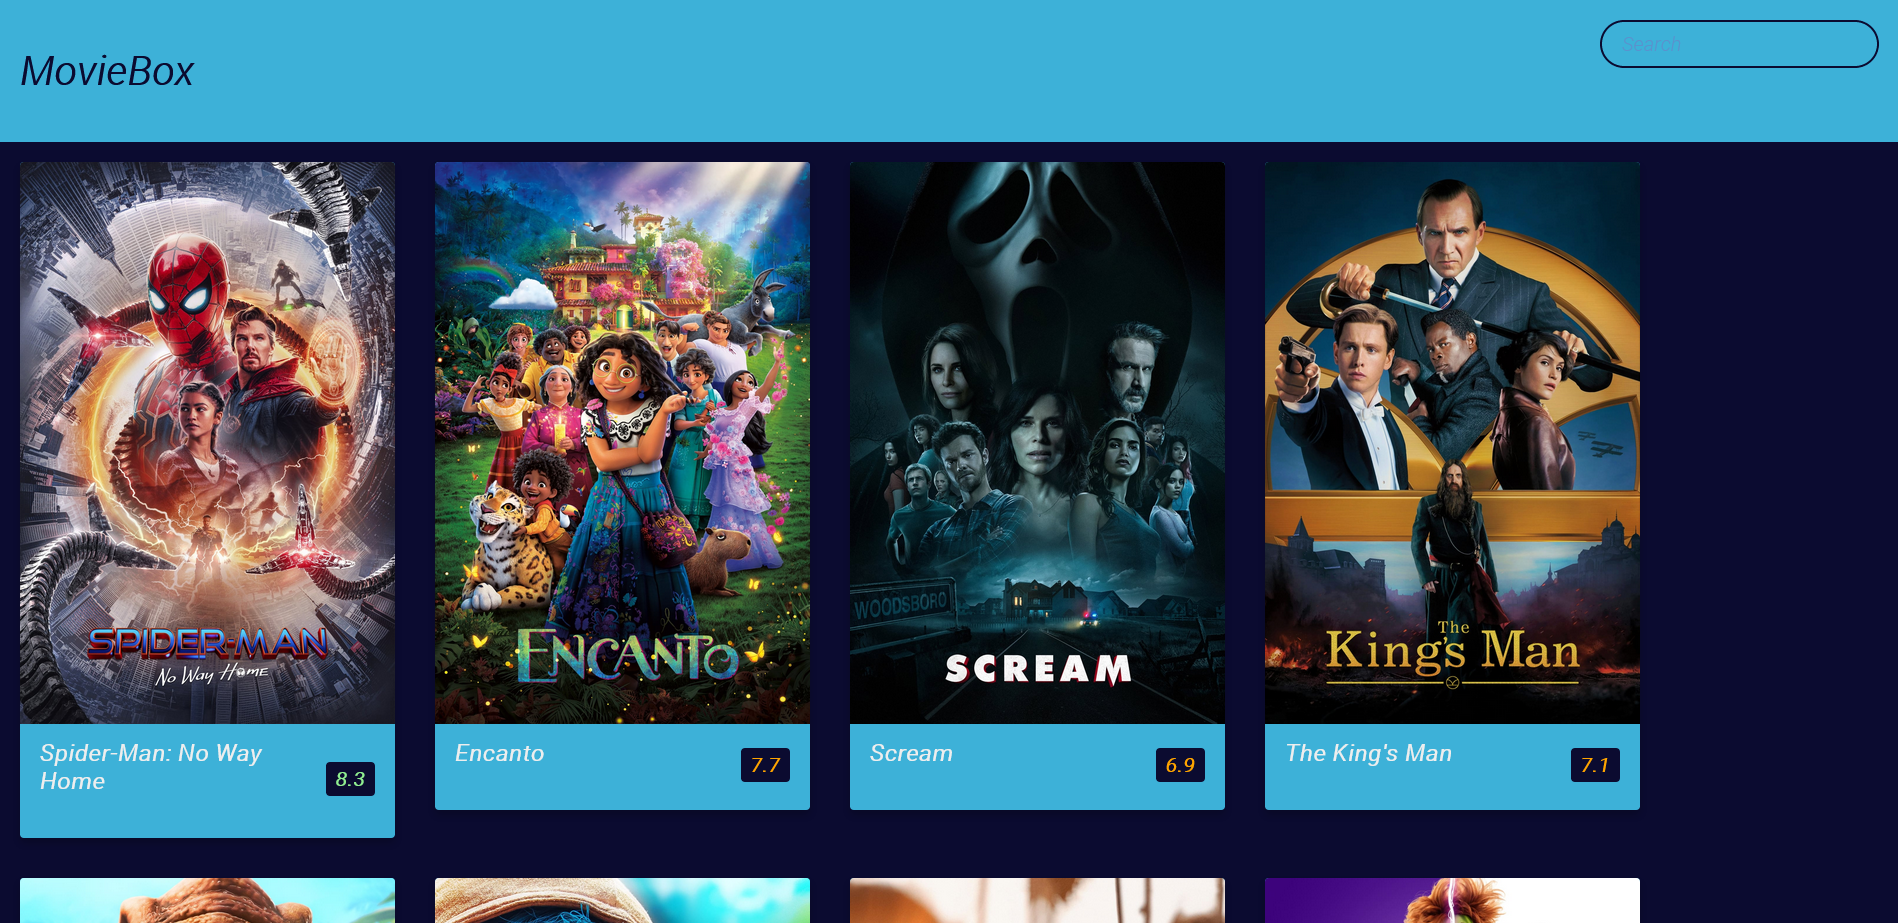 MovieBox
Search
SPIDER-MAN
No Way Home
ENCANTO
WOODSBORO
SCREAM
The
King's Man
Spider-Man: No Way
Home
8.3
Encanto
7.7
Scream
6.9
The King's Man
7.1